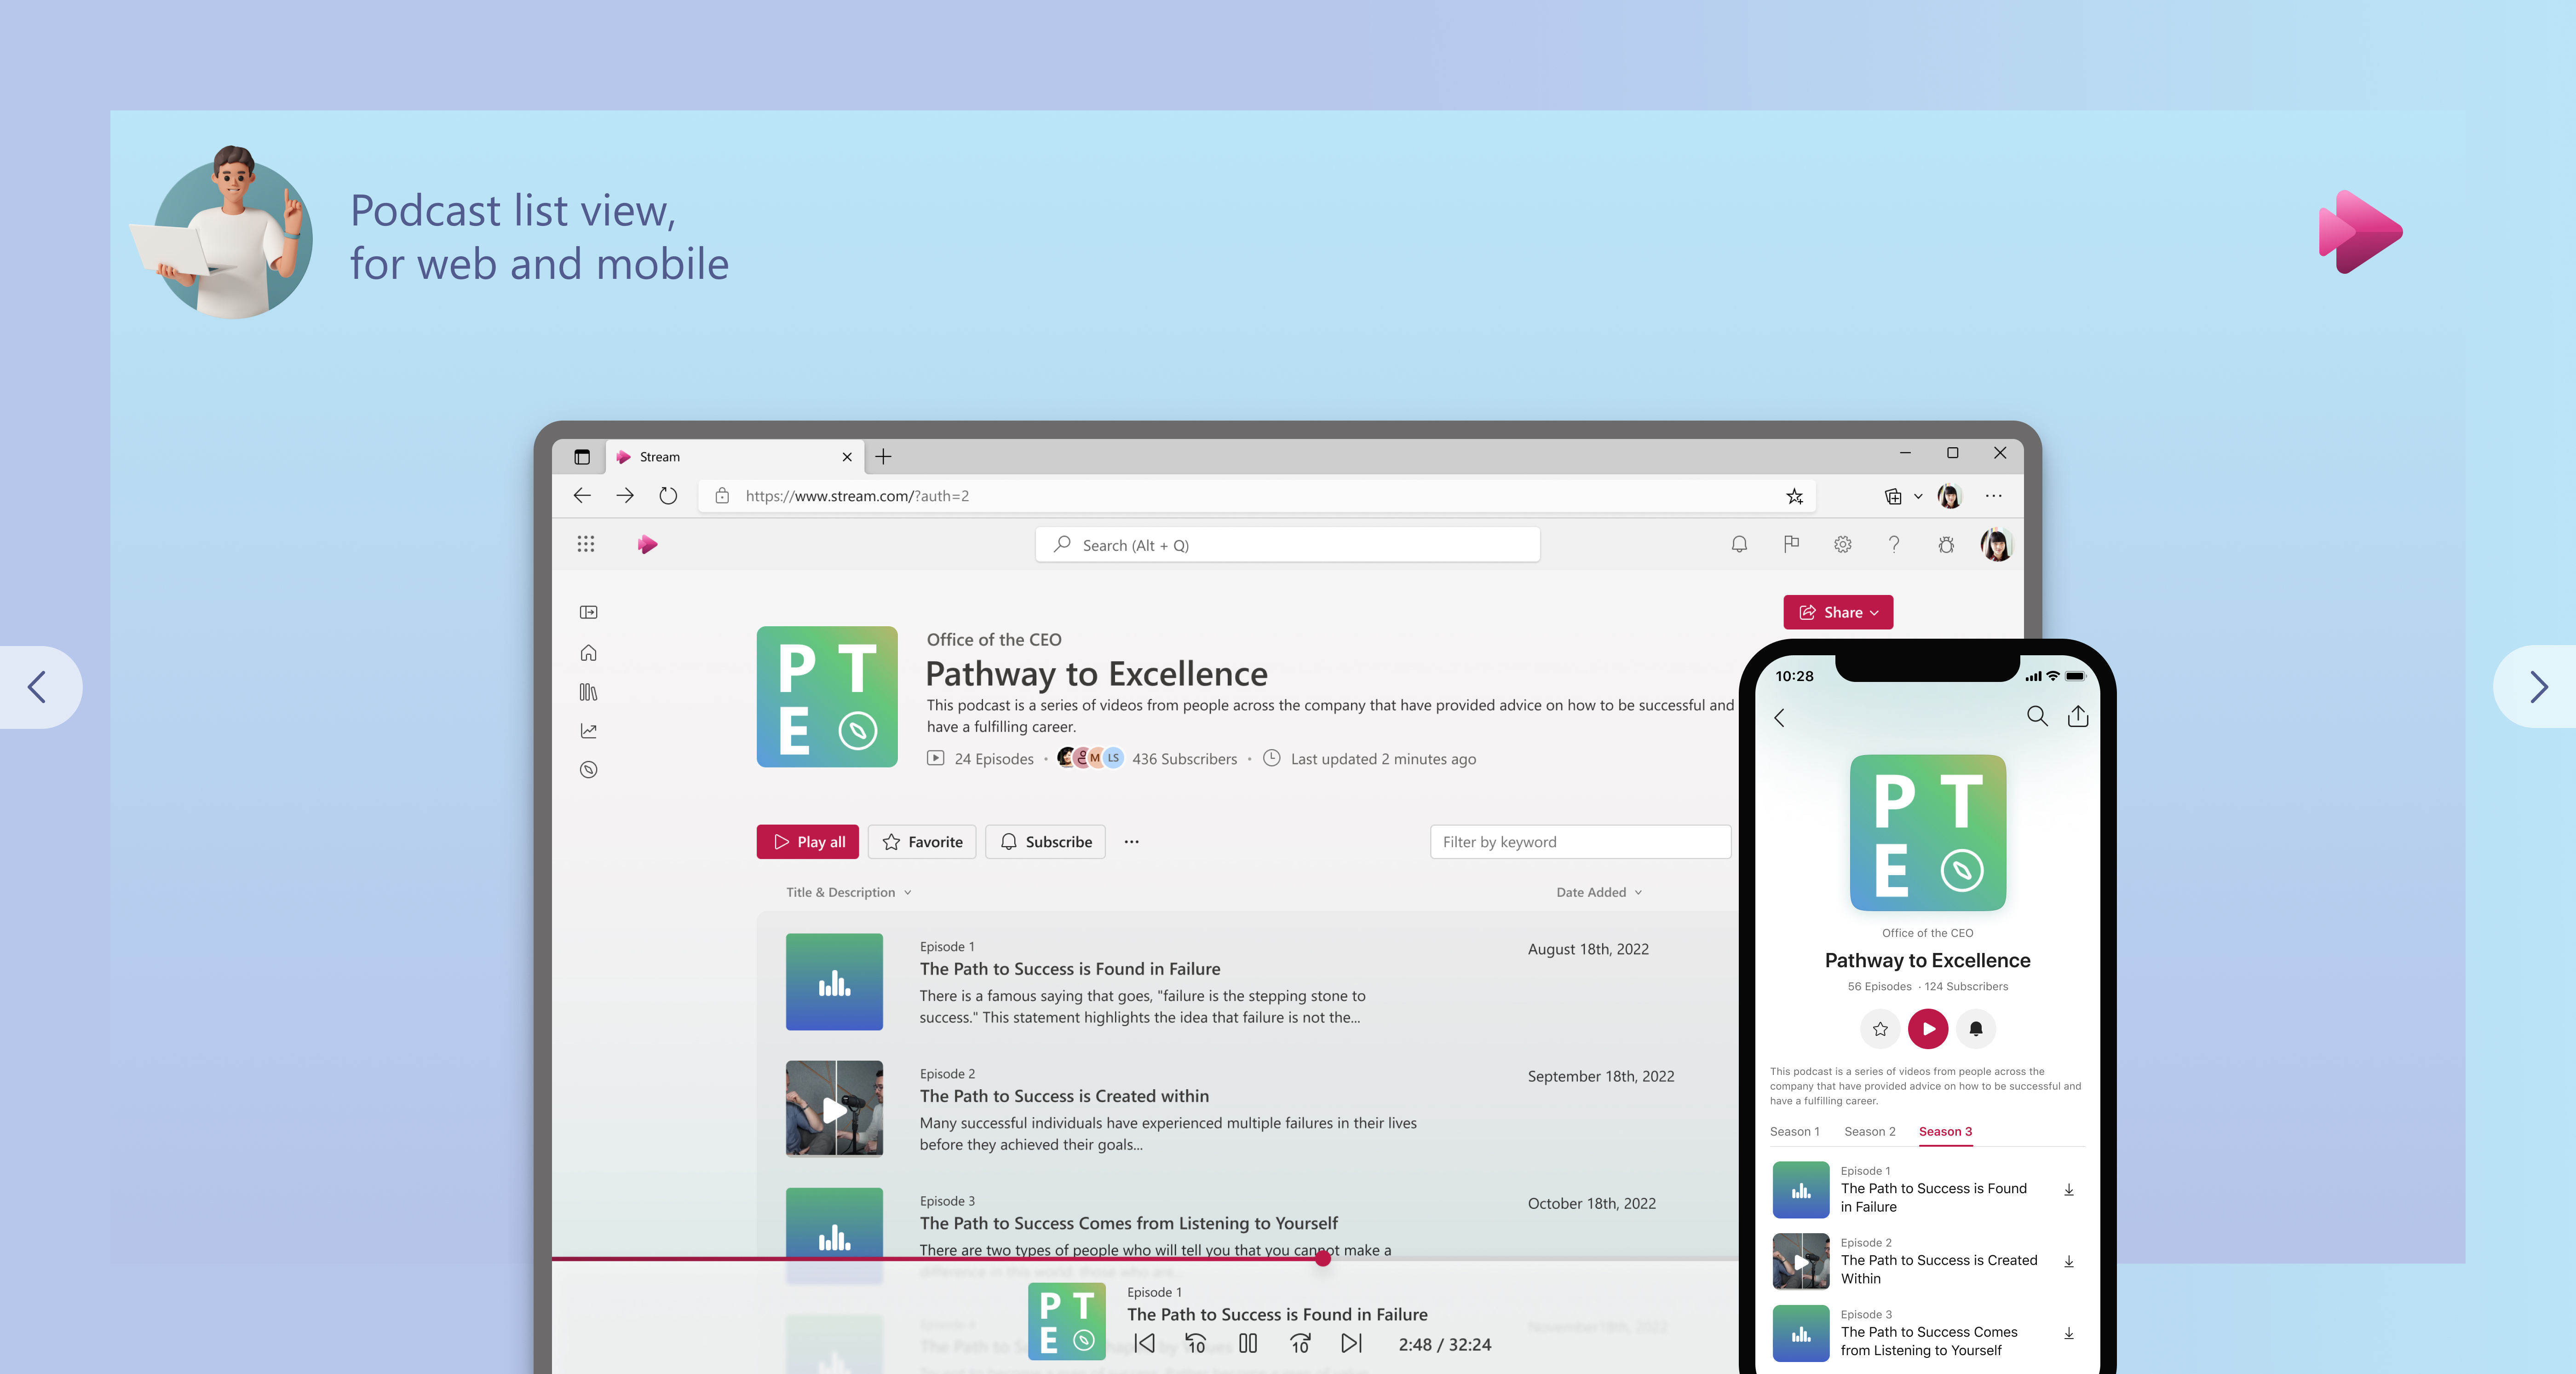 Podcast list view,
for web and mobile
Stream
https://www.stream.com/?auth=2
Search (Alt + Q)
Share
P T
E
Office of the CEO
Pathway to Excellence
This podcast is a series of videos from people across the company that have provided advice on how to be successful and
have a fulfilling career.
24 Episodes • M LS 436 Subscribers • Last updated 2 minutes ago
Play all
Favorite
Subscribe
Filter by keyword
Title & Description
Date Added
Episode 1
The Path to Success is Found in Failure
There is a famous saying that goes, "failure is the stepping stone to
success." This statement highlights the idea that failure is not the...
August 18th, 2022
Episode 2
The Path to Success is Created within
Many successful individuals have experienced multiple failures in their lives
before they achieved their goals...
September 18th, 2022
Episode 3
The Path to Success Comes from Listening to Yourself
There are two types of people who will tell you that you cannot make a
difference in this world: those who are...
October 18th, 2022
Episode 4
November 18th, 2022
P T
E
Episode 1
The Path to Success is Found in Failure
10
10
2:48 / 32:24
10:28
P T
E
Office of the CEO
Pathway to Excellence
56 Episodes · 124 Subscribers
This podcast is a series of videos from people across the
company that have provided advice on how to be successful and
have a fulfilling career.
Season 1
Season 2
Season 3
Episode 1
The Path to Success is Found
in Failure
Episode 2
The Path to Success is Created
Within
Episode 3
The Path to Success Comes
from Listening to Yourself